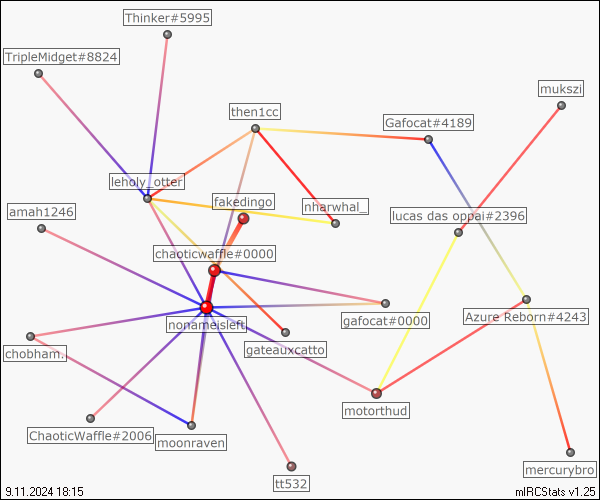 Thinker#5995
TripleMidget#8824
mukszi
then1cc
Gafocat#4189
leholy_otter
fakedingo
nharwhal_
amah1246
lucas das oppai#2396
chaoticwaffle#0000
nonameisleft
gafocat#0000
Azure Reborn#4243
gateauxcatto
chobham.
motorthud
ChaoticWaffle#2006
moonraven
mercurybro
tt532
9.11.2024 18:15
mIRCStats v1.25